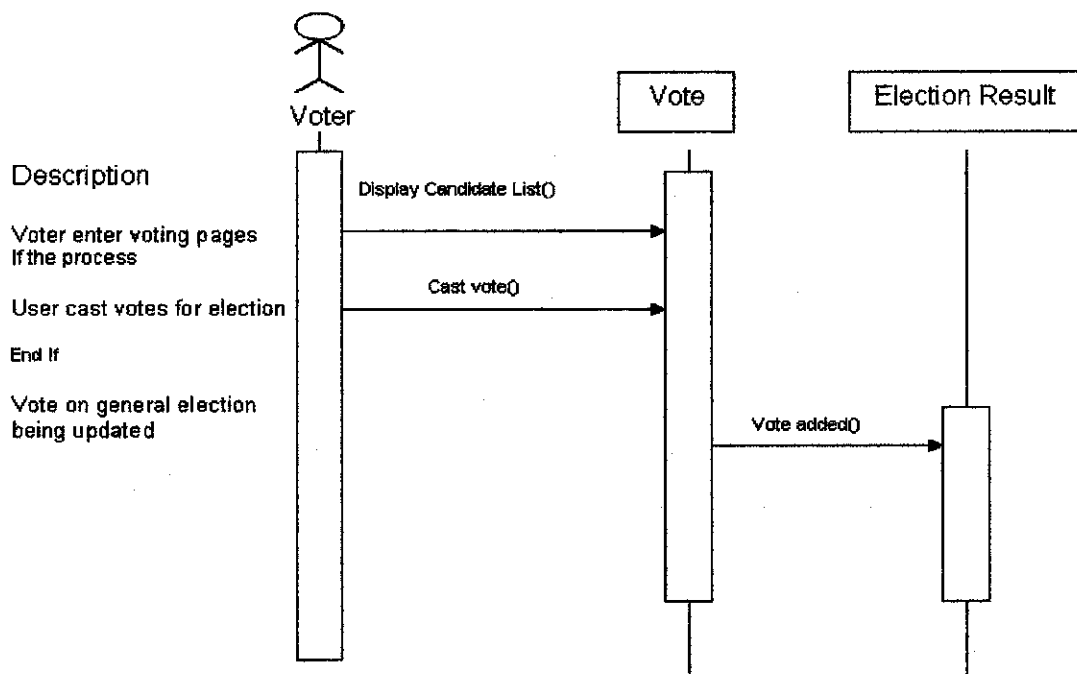 Voter
Vote
Election Result
Description
Display Candidate List()
Voter enter voting pages
If the process
Cast vote()
User cast votes for election
End If
Vote on general election
being updated
Vote added()